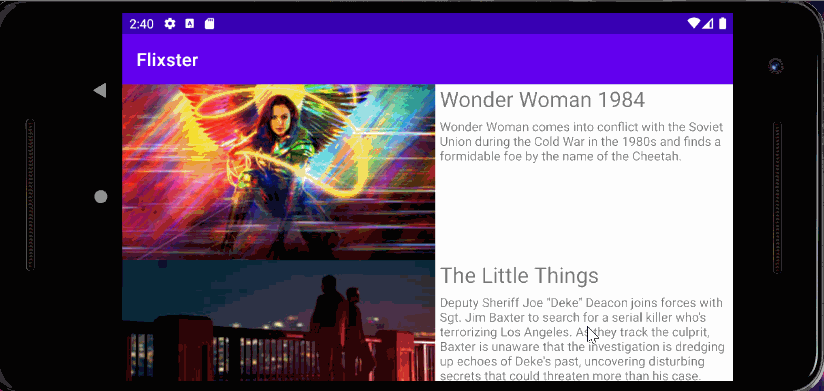 2:40
Flixster
Wonder Woman 1984
Wonder Woman comes into conflict with the Soviet
Union during the Cold War in the 1980s and finds a
formidable foe by the name of the Cheetah.
The Little Things
Deputy Sheriff Joe “Deke” Deacon joins forces with
Sgt. Jim Baxter to search for a serial killer who's
terrorizing Los Angeles. As they track the culprit,
Baxter is unaware that the investigation is dredging
up echoes of Deke's past, uncovering disturbing
secrets that could threaten more than his case.